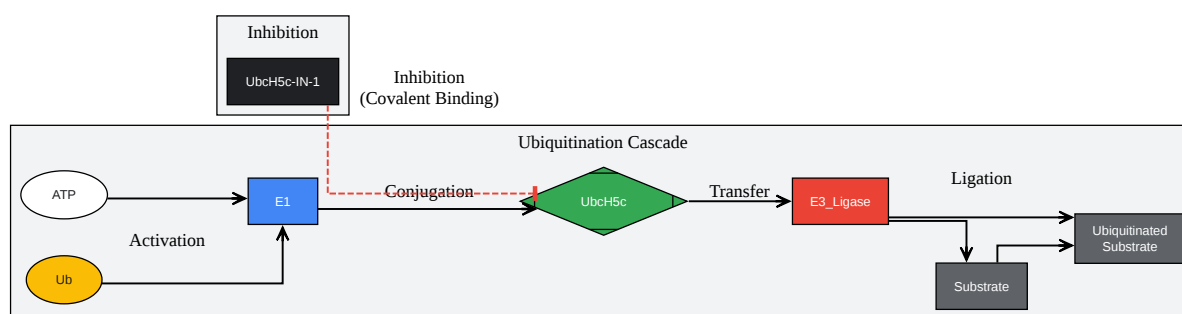 Inhibition
UbcH5c-IN-1
Inhibition
(Covalent Binding)
Ubiquitination Cascade
ATP
E1
Conjugation
UbcH5c
Transfer
E3_Ligase
Ligation
Activation
Ubiquitinated
Substrate
Ub
Substrate